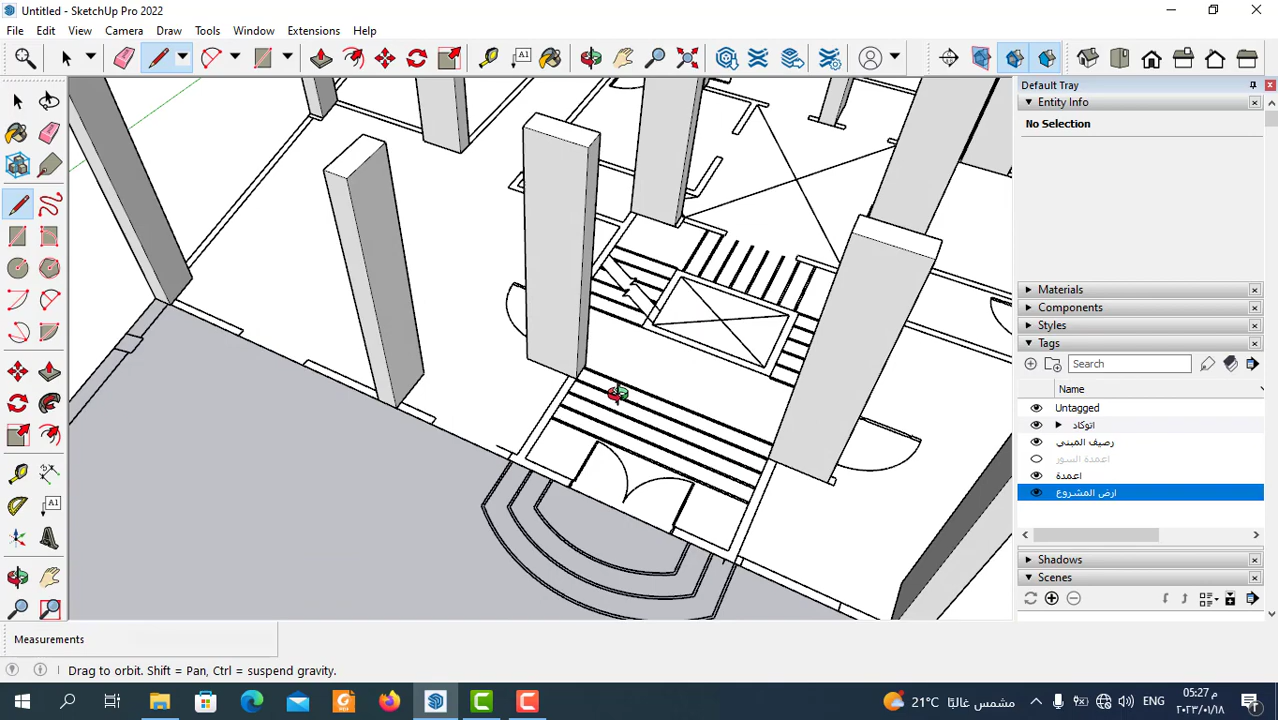 Untitled - SketchUp Pro 2022
File Edit View Camera Draw Tools Window Extensions Help
A1
Default Tray
Entity Info
No Selection
A1
Materials
Components
Styles
Tags
Search
Name
Untagged
اتوكاد
رصيف المبنى
اعمدة السور
اعمدة
ارض المشروع
Shadows
Scenes
Measurements
Drag to orbit. Shift = Pan, Ctrl = suspend gravity.
21°C مشمس غالبًا
ENG
05:27 م
٢٠٢٣/٠١/١٨